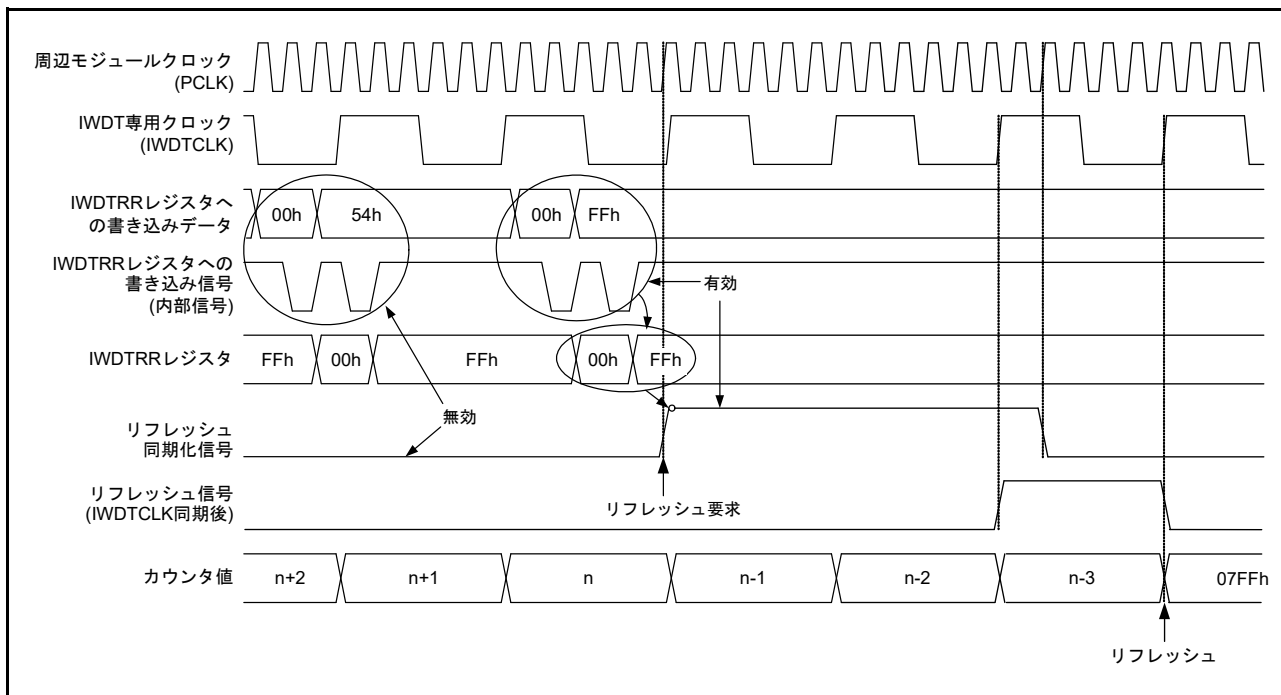 周辺モジュールクロック
(PCLK)
IWDT専用クロック
(IWDTCLK)
IWDTRRレジスタへ
の書き込みデータ
00h 54h 00h FFh
IWDTRRレジスタへの
書き込み信号
(内部信号)
有効
IWDTRRレジスタ
FFh 00h FFh 00h FFh
無効
リフレッシュ
同期化信号
リフレッシュ要求
リフレッシュ信号
(IWDTCLK同期後)
カウンタ値
n+2 n+1 n n-1 n-2 n-3 07FFh
リフレッシュ